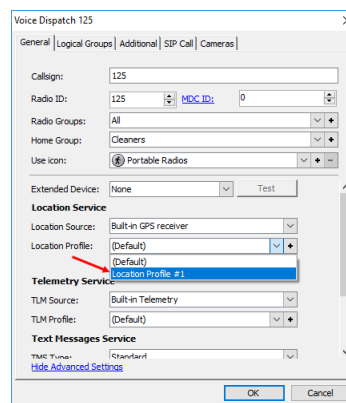 Voice Dispatch 125
General Logical Groups Additional SIP Call Cameras
Callsign: 125
Radio ID: 125 MDC ID: 0
Radio Groups: All
Home Group: Cleaners
Use icon: Portable Radios
Extended Device: None Test
Location Service
Location Source: Built-in GPS receiver
Location Profile: (Default)
(Default)
Location Profile #1
Telemetry Service
TLM Source: Built-in Telemetry
TLM Profile: (Default)
Text Messages Service
TMS Type: Standard
Hide Advanced Settings
OK Cancel